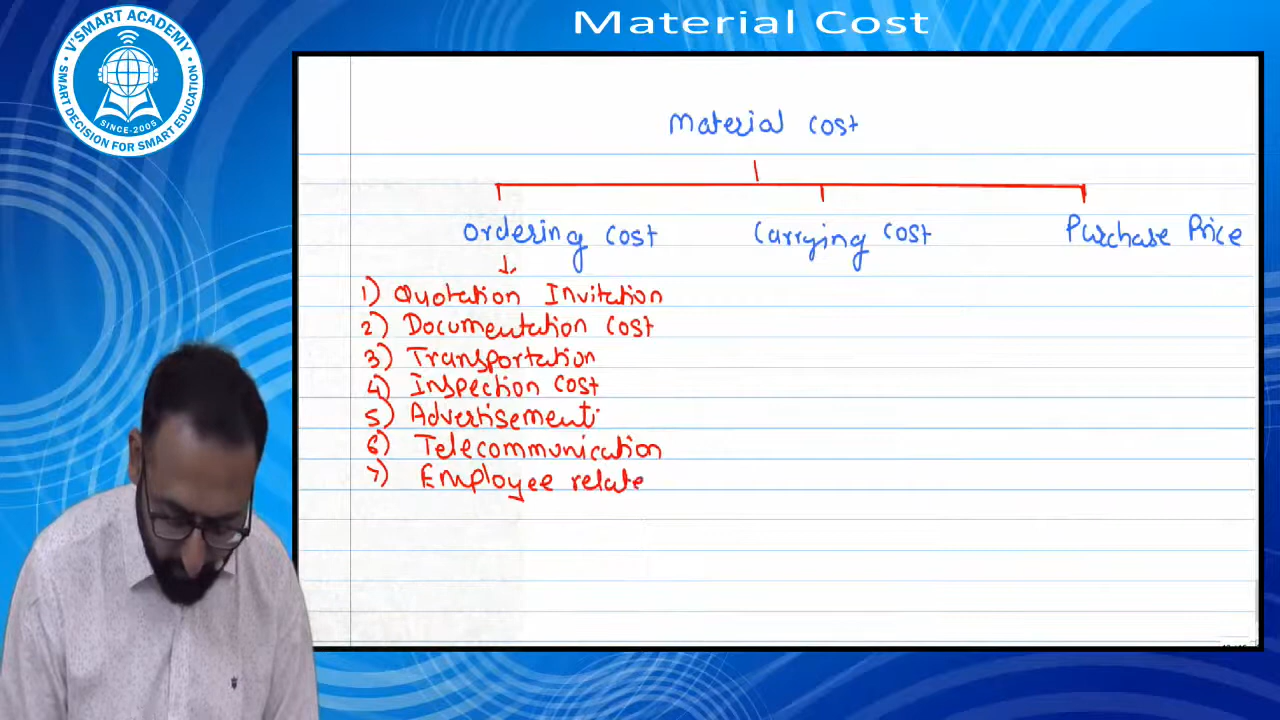 Material Cost
V'SMART ACADEMY
SINCE-2005
SMART DECISION FOR SMART EDUCATION
Material cost
Ordering cost Carrying cost Purchase Price
1) Quotation Invitation
2) Documentation cost
3) Transportation
4) Inspection cost
5) Advertisement
6) Telecommunication
7) Employee relate